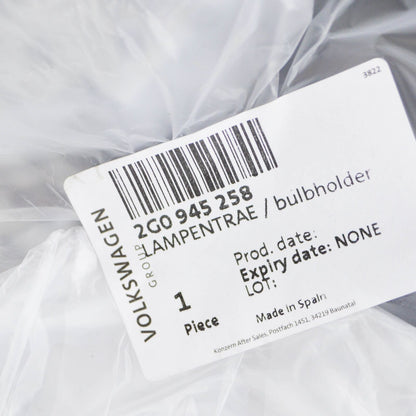 3822
2G0 945 258
LAMPENTRAE / bulbholder
VOLKSWAGEN
GROUP
Prod. date:
Expiry date: NONE
LOT:
1
Piece
Made in Spain
Konzern After Sales, Postfach 1451, 34219 Baunatal